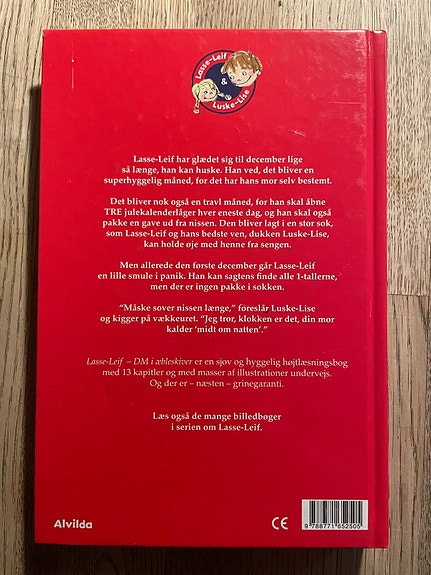 Lasse-Leif
&
Luske-Lise
Lasse-Leif har glædet sig til december lige
så længe, han kan huske. Han ved, det bliver en
superhyggelig måned, for det har hans mor selv bestemt.
Det bliver nok også en travl måned, for han skal åbne
TRE julekalenderlåger hver eneste dag, og han skal også
pakke en gave ud fra nissen. Den bliver lagt i en stor sok,
som Lasse-Leif og hans bedste ven, dukken Luske-Lise,
kan holde øje med henne fra sengen.
Men allerede den første december går Lasse-Leif
en lille smule i panik. Han kan sagtens finde alle 1-tallerne,
men der er ingen pakke i sokken.
“Måske sover nissen længe,” foreslår Luske-Lise
og kigger på vækkeuret. “Jeg tror, klokken er det, din mor
kalder ‘midt om natten’.”
Lasse-Leif – DM i æbleskiver er en sjov og hyggelig højtlæsningsbog
med 13 kapitler og med masser af illustrationer undervejs.
Og der er – næsten – grinegaranti.
Læs også de mange billedbøger
i serien om Lasse-Leif.
Alvilda
CE
9 788771 652505